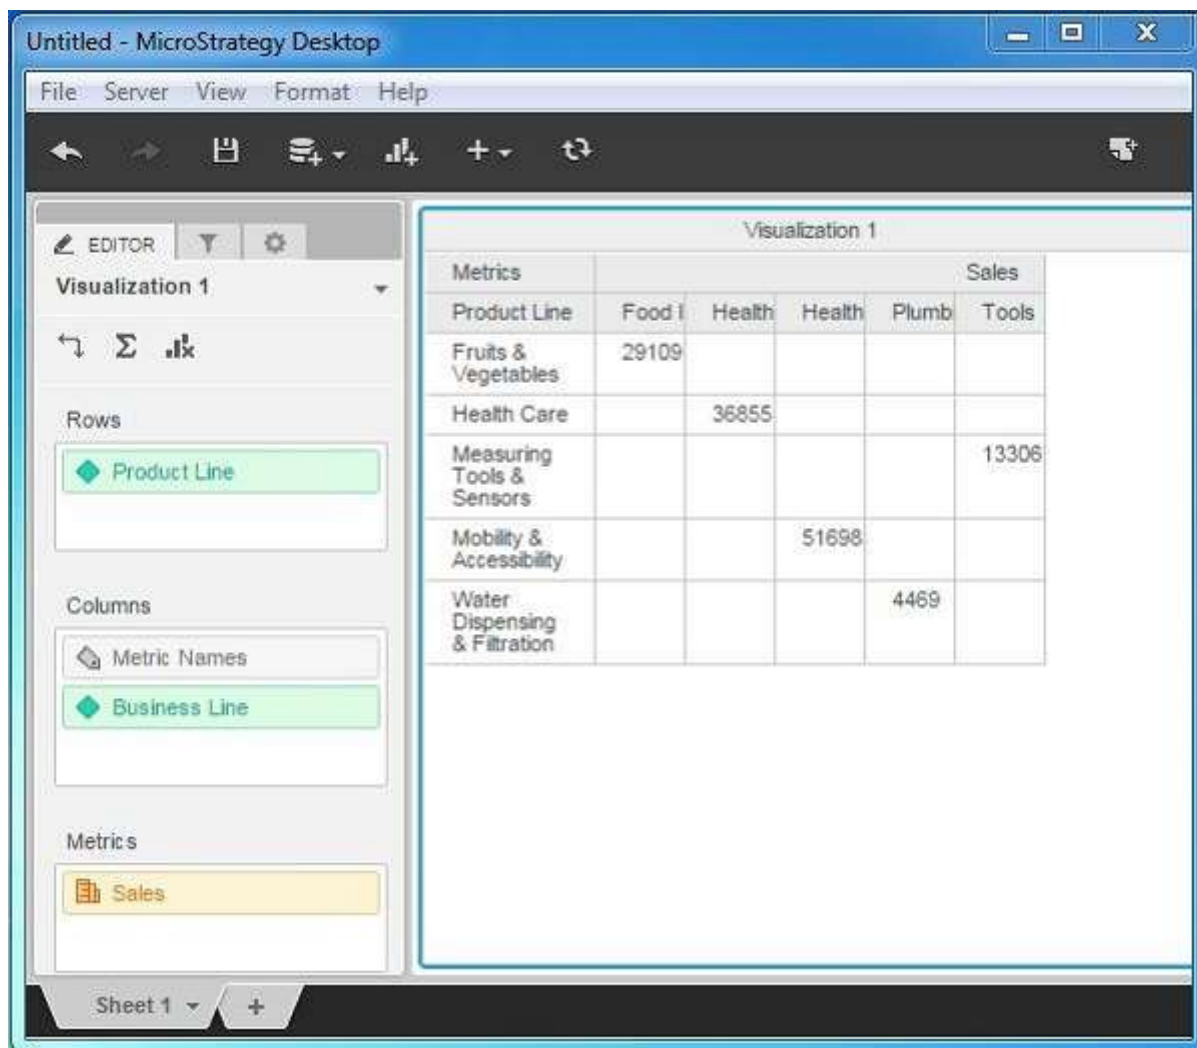 Untitled - MicroStrategy Desktop
File Server View Format Help
EDITOR
Visualization 1
Rows
Product Line
Columns
Metric Names
Business Line
Metrics
Sales
Visualization 1
Metrics Sales
Product Line Food Health Health Plumb Tools
Fruits & 29109
Vegetables
Health Care 36855
Measuring 13306
Tools &
Sensors
Mobility & 51698
Accessibility
Water 4469
Dispensing
& Filtration
Sheet 1 +